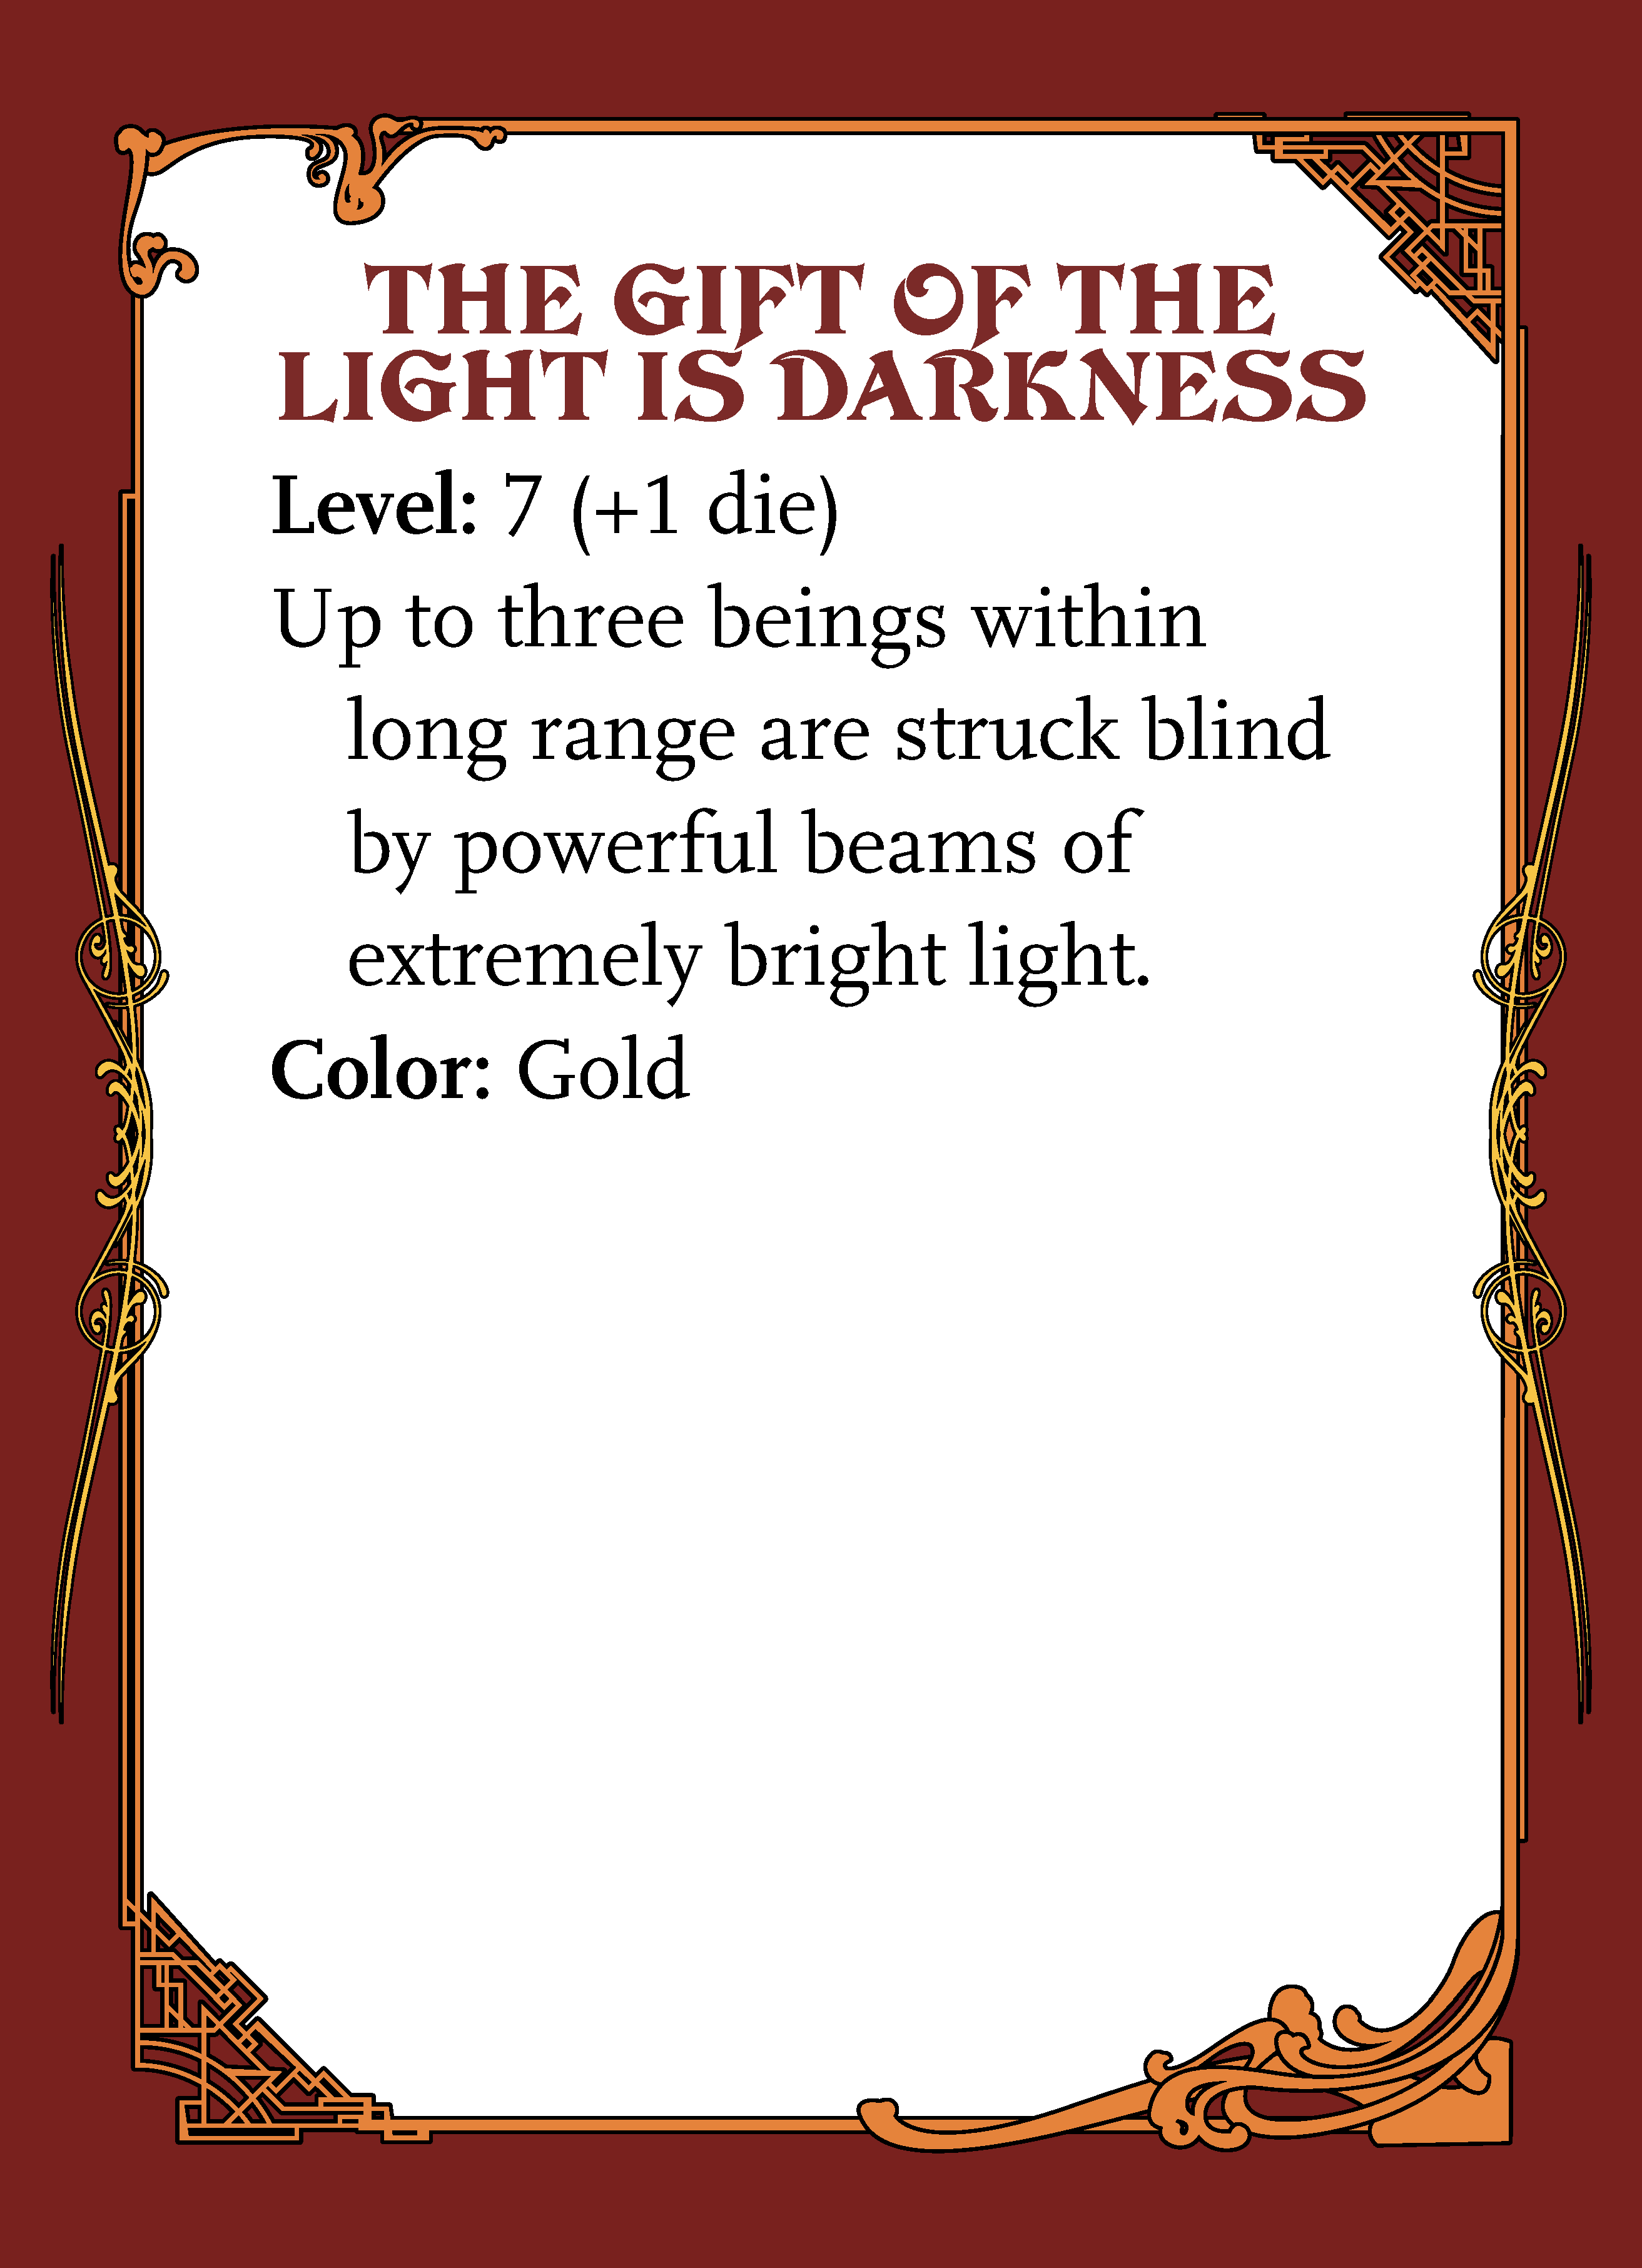 THE GIFT OF THE
LIGHT IS DARKNESS
Level: 7 (+1 die)
Up to three beings within
long range are struck blind
by powerful beams of
extremely bright light.
Color: Gold